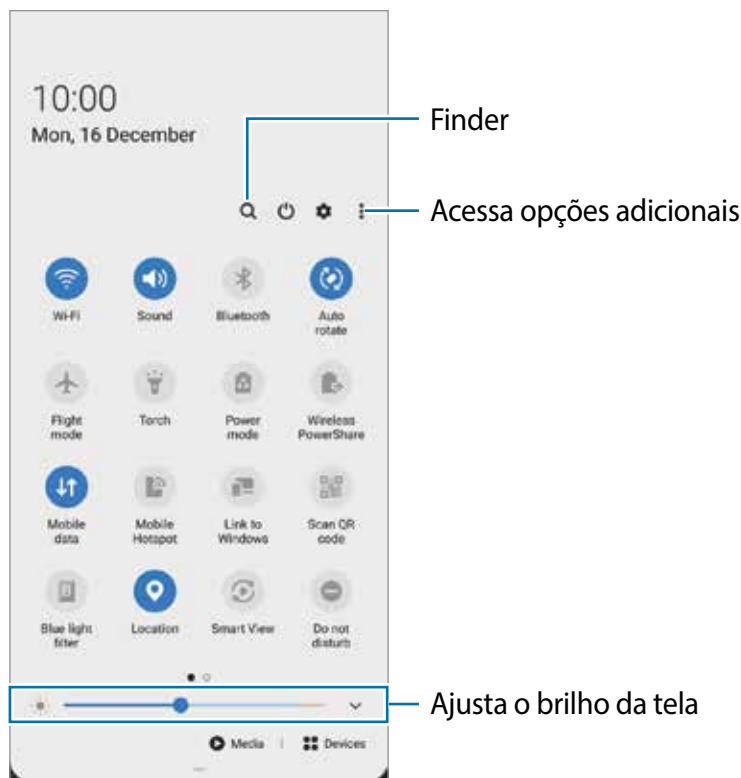 10:00
Mon, 16 December
Finder
Acessa opções adicionais
Wi-Fi Sound Bluetooth Auto
rotate
Flight Torch Power Wireless
mode mode PowerShare
Mobile Mobile Link to Scan QR
data Hotspot Windows code
Blue light Location Smart View Do not
filter disturb
Ajusta o brilho da tela
Media Devices